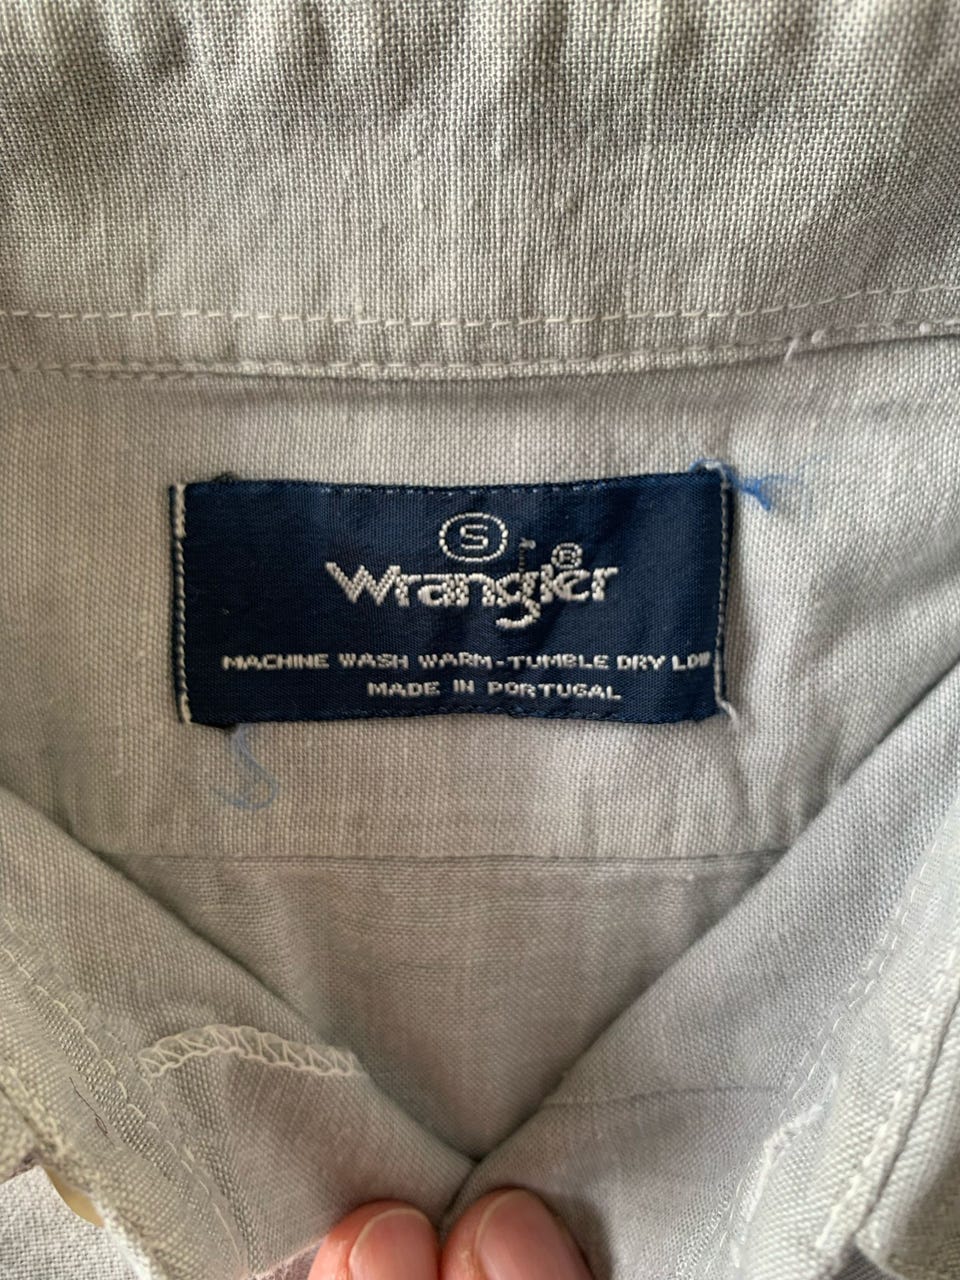 S
Wrangler®
MACHINE WASH WARM-TUMBLE DRY LOW
MADE IN PORTUGAL